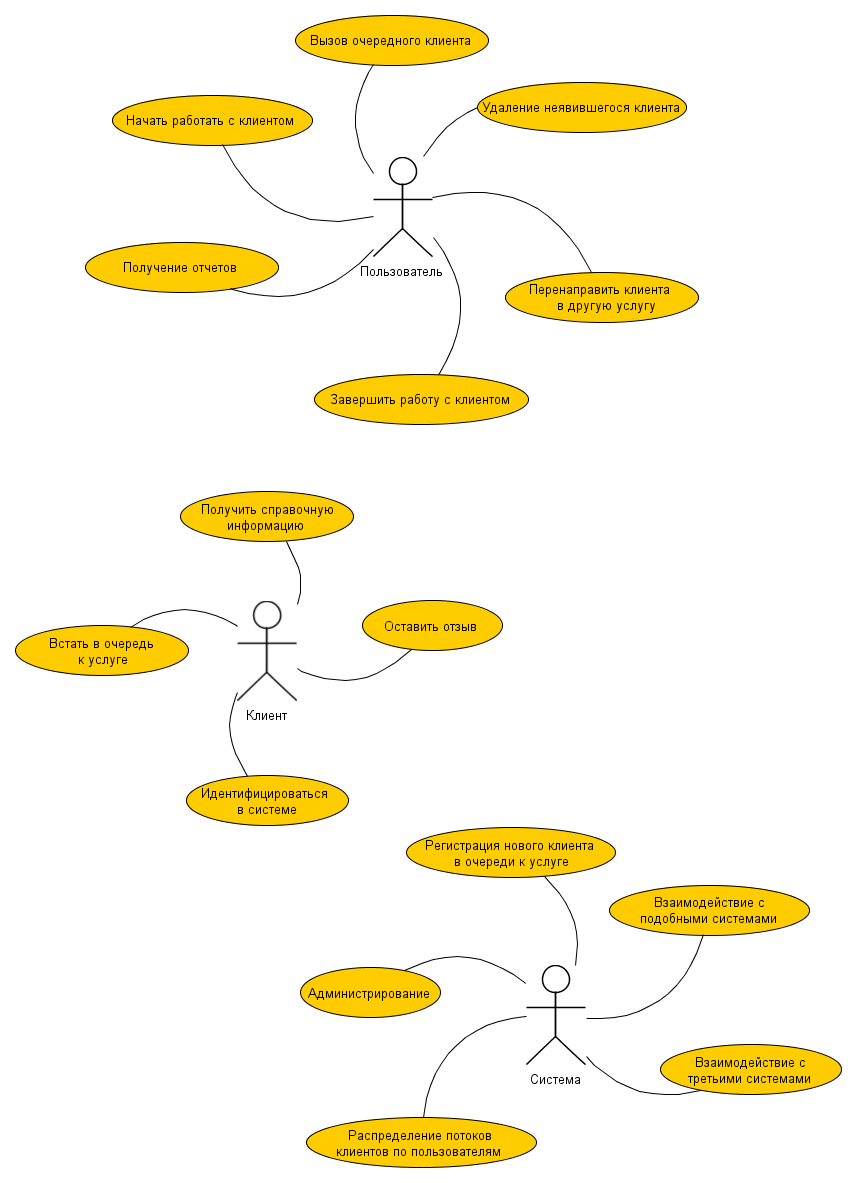 Вызов очередного клиента
Удаление неявившегося клиента
Начать работать с клиентом
Получение отчетов
Пользователь
Перенаправить клиента
в другую услугу
Завершить работу с клиентом
Получить справочную
информацию
Оставить отзыв
Встать в очередь
к услуге
Клиент
Идентифицироваться
в системе
Регистрация нового клиента
в очереди к услуге
Взаимодействие с
подобными системами
Администрирование
Система
Взаимодействие с
третьими системами
Распределение потоков
клиентов по пользователям